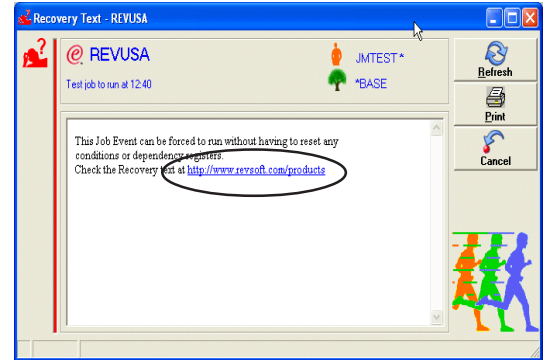 Recovery Text - REVUSA
REVUSA
JMTEST*
Test job to run at 12:40
*BASE
Refresh
Print
Cancel
This Job Event can be forced to run without having to reset any
conditions or dependency registers.
Check the Recovery text at http://www.revsoft.com/products